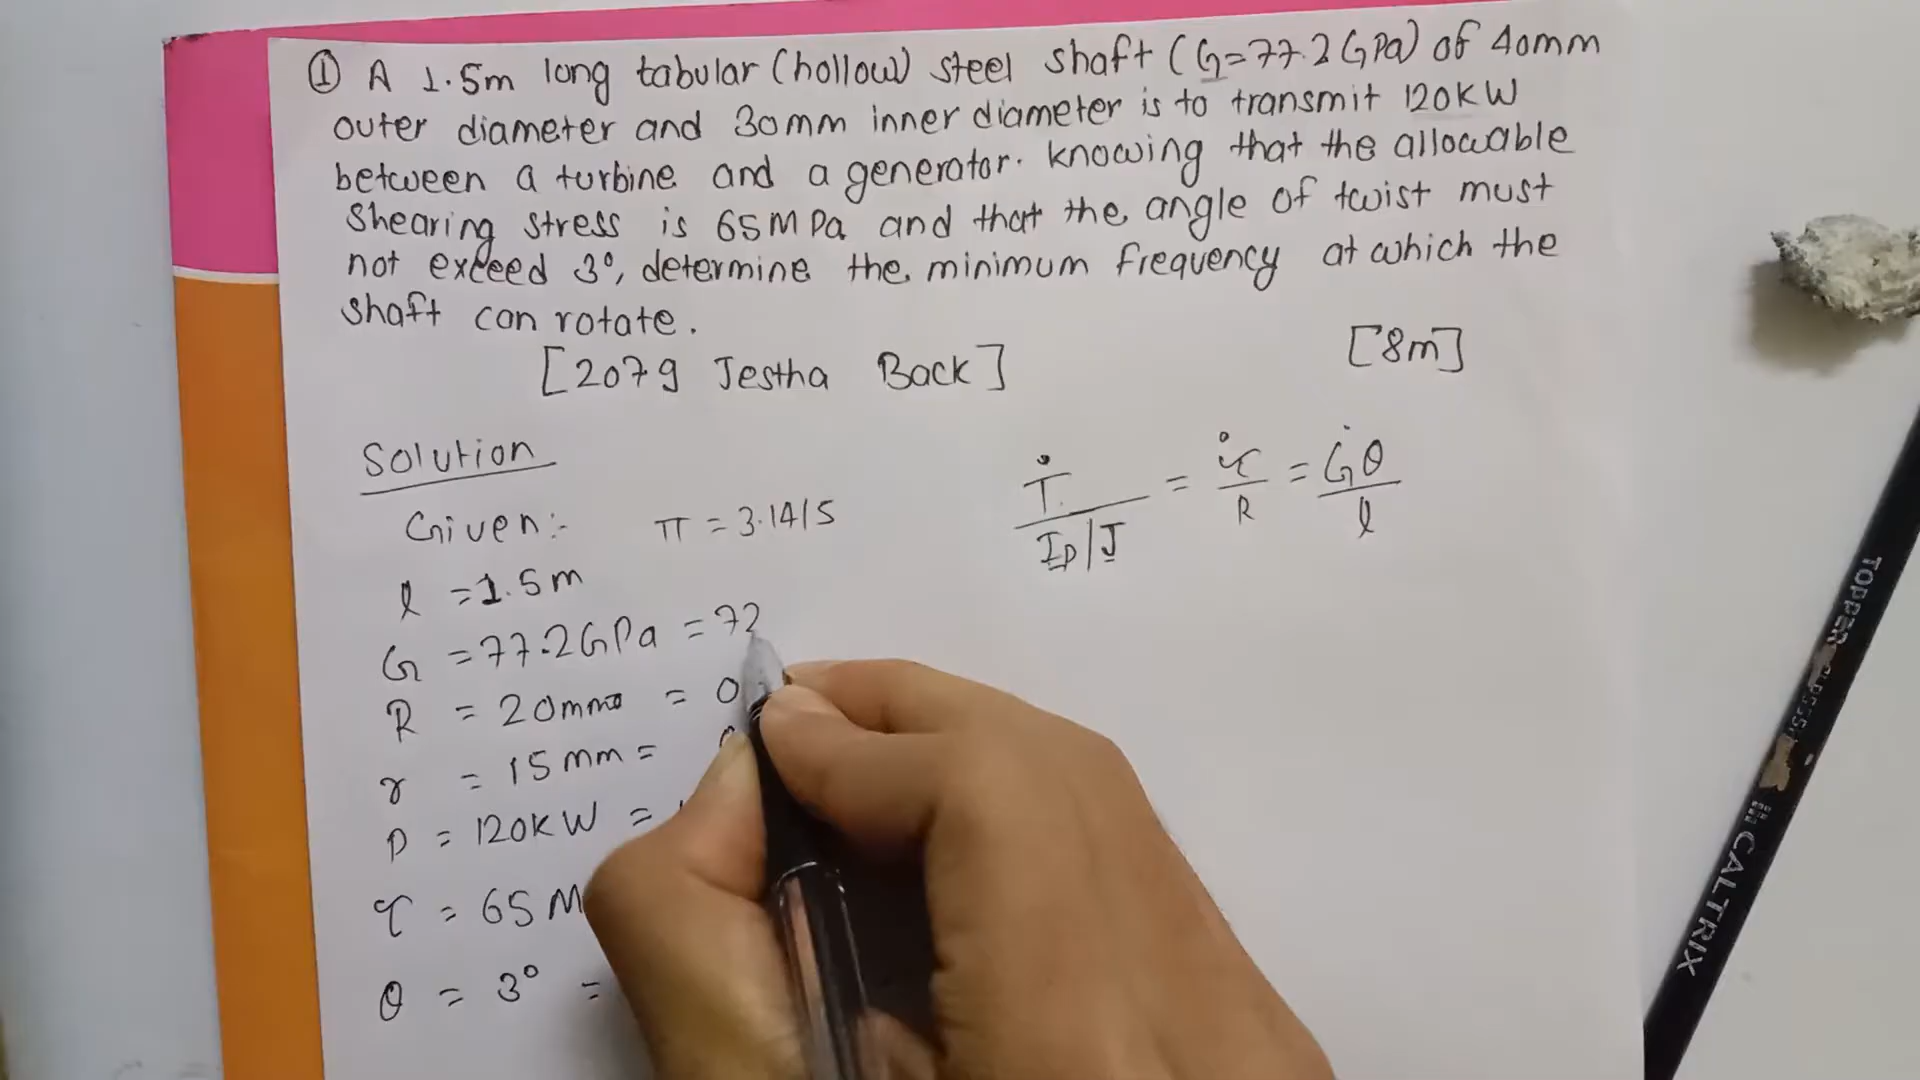 ① A 1.5m long tabular (hollow) steel shaft (G=77.2GPa) of 40mm
outer diameter and 30mm inner diameter is to transmit 120KW
between a turbine and a generator. Knowing that the allowable
Shearing stress is 65MPa and that the angle of twist must
not exceed 3°, determine the minimum frequency at which the
shaft can rotate.
[2079 Jestha Back] [8m]
Solution
Given:- π = 3.1415
l = 1.5m
G = 77.2GPa = 72
R = 20mm = 0
r = 15mm =
P = 120KW =
τ = 65M
θ = 3° =
T/Ip/J = τ/R = Gθ/l
TOPPER
IN CALTRIX